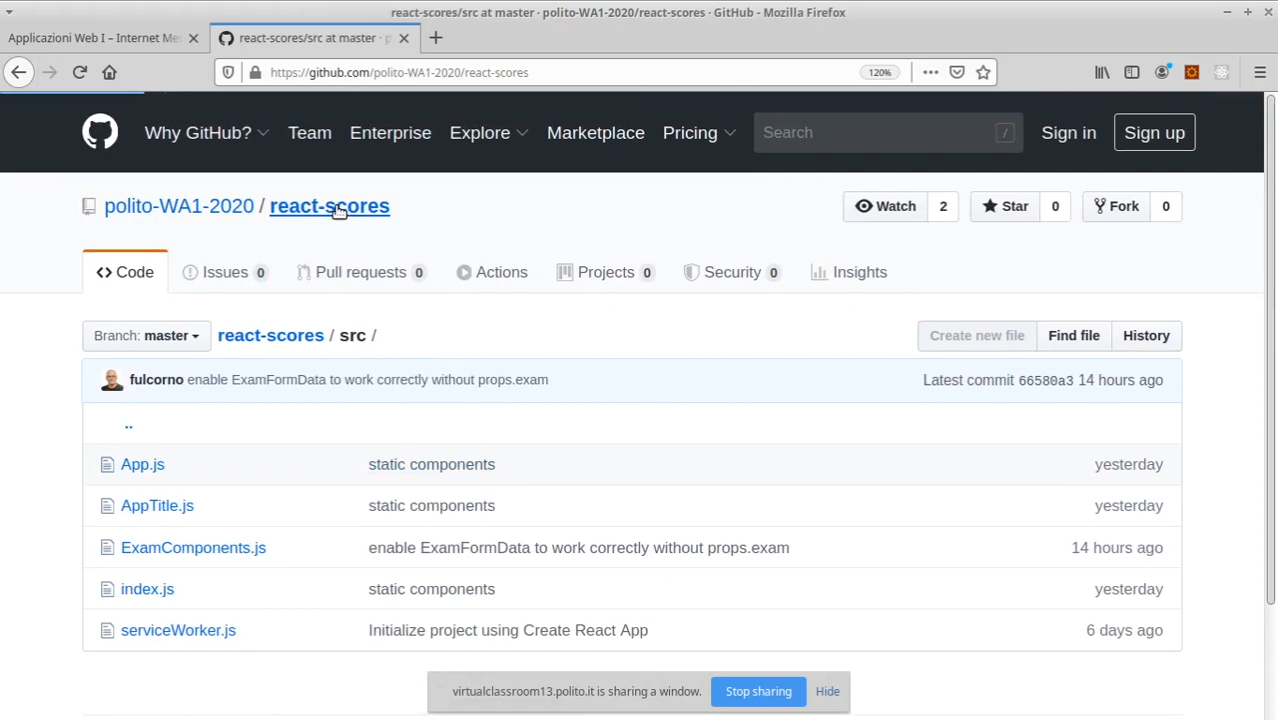 react-scores/src at master · polito-WA1-2020/react-scores · GitHub - Mozilla Firefox
Applicazioni Web I – Internet Me
react-scores/src at master ·
https://github.com/polito-WA1-2020/react-scores
120%
Why GitHub? Team Enterprise Explore Marketplace Pricing Search / Sign in Sign up
polito-WA1-2020 / react-scores
Watch 2 Star 0 Fork 0
Code Issues 0 Pull requests 0 Actions Projects 0 Security 0 Insights
Branch: master react-scores / src / Create new file Find file History
fulcorno enable ExamFormData to work correctly without props.exam Latest commit 66580a3 14 hours ago
..
App.js static components yesterday
AppTitle.js static components yesterday
ExamComponents.js enable ExamFormData to work correctly without props.exam 14 hours ago
index.js static components yesterday
serviceWorker.js Initialize project using Create React App 6 days ago
virtualclassroom13.polito.it is sharing a window. Stop sharing Hide